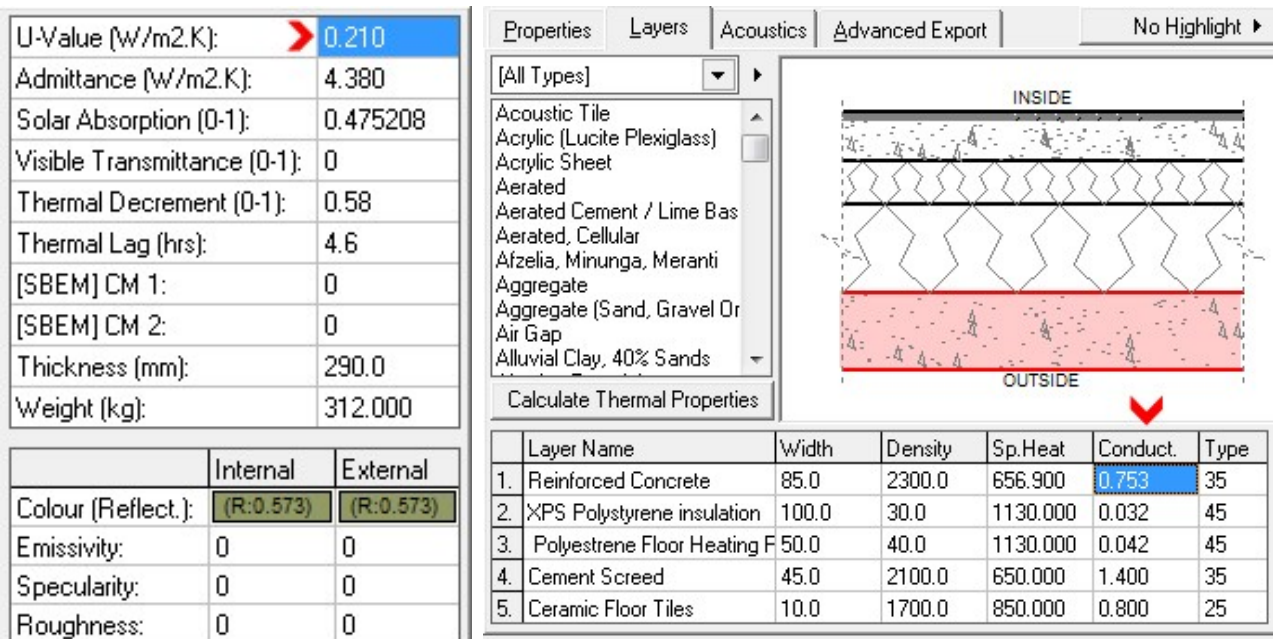 U-Value (W/m2.K): 0.210
Admittance (W/m2.K): 4.380
Solar Absorption (0-1): 0.475208
Visible Transmittance (0-1): 0
Thermal Decrement (0-1): 0.58
Thermal Lag (hrs): 4.6
[SBEM] CM 1: 0
[SBEM] CM 2: 0
Thickness (mm): 290.0
Weight (kg): 312.000
Internal External
Colour (Reflect.): (R:0.573) (R:0.573)
Emissivity: 0 0
Specularity: 0 0
Roughness: 0 0
Properties Layers Acoustics Advanced Export No Highlight
[All Types]
Acoustic Tile
Acrylic (Lucite Plexiglass)
Acrylic Sheet
Aerated
Aerated Cement / Lime Bas
Aerated, Cellular
Afzelia, Minunga, Meranti
Aggregate
Aggregate (Sand, Gravel Or
Air Gap
Alluvial Clay, 40% Sands
Calculate Thermal Properties
INSIDE
OUTSIDE
Layer Name Width Density Sp.Heat Conduct. Type
1. Reinforced Concrete 85.0 2300.0 656.900 0.753 35
2. XPS Polystyrene insulation 100.0 30.0 1130.000 0.032 45
3. Polyestrene Floor Heating F 50.0 40.0 1130.000 0.042 45
4. Cement Screed 45.0 2100.0 650.000 1.400 35
5. Ceramic Floor Tiles 10.0 1700.0 850.000 0.800 25